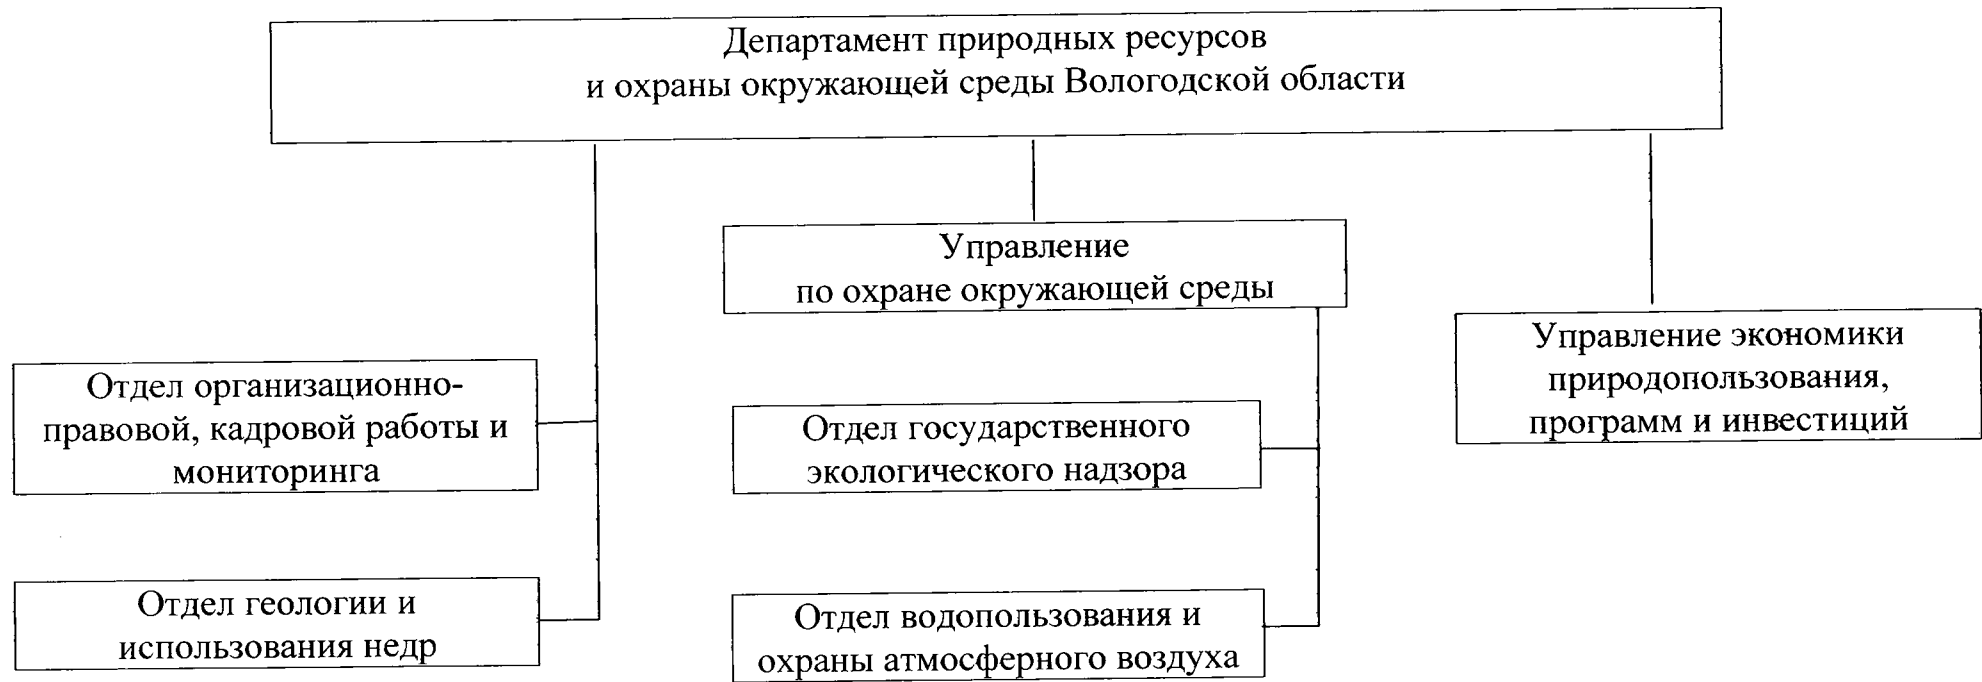 Департамент природных ресурсов
и охраны окружающей среды Вологодской области
Управление
по охране окружающей среды
Управление экономики
природопользования,
программ и инвестиций
Отдел организационно-
правовой, кадровой работы и
мониторинга
Отдел государственного
экологического надзора
Отдел геологии и
использования недр
Отдел водопользования и
охраны атмосферного воздуха